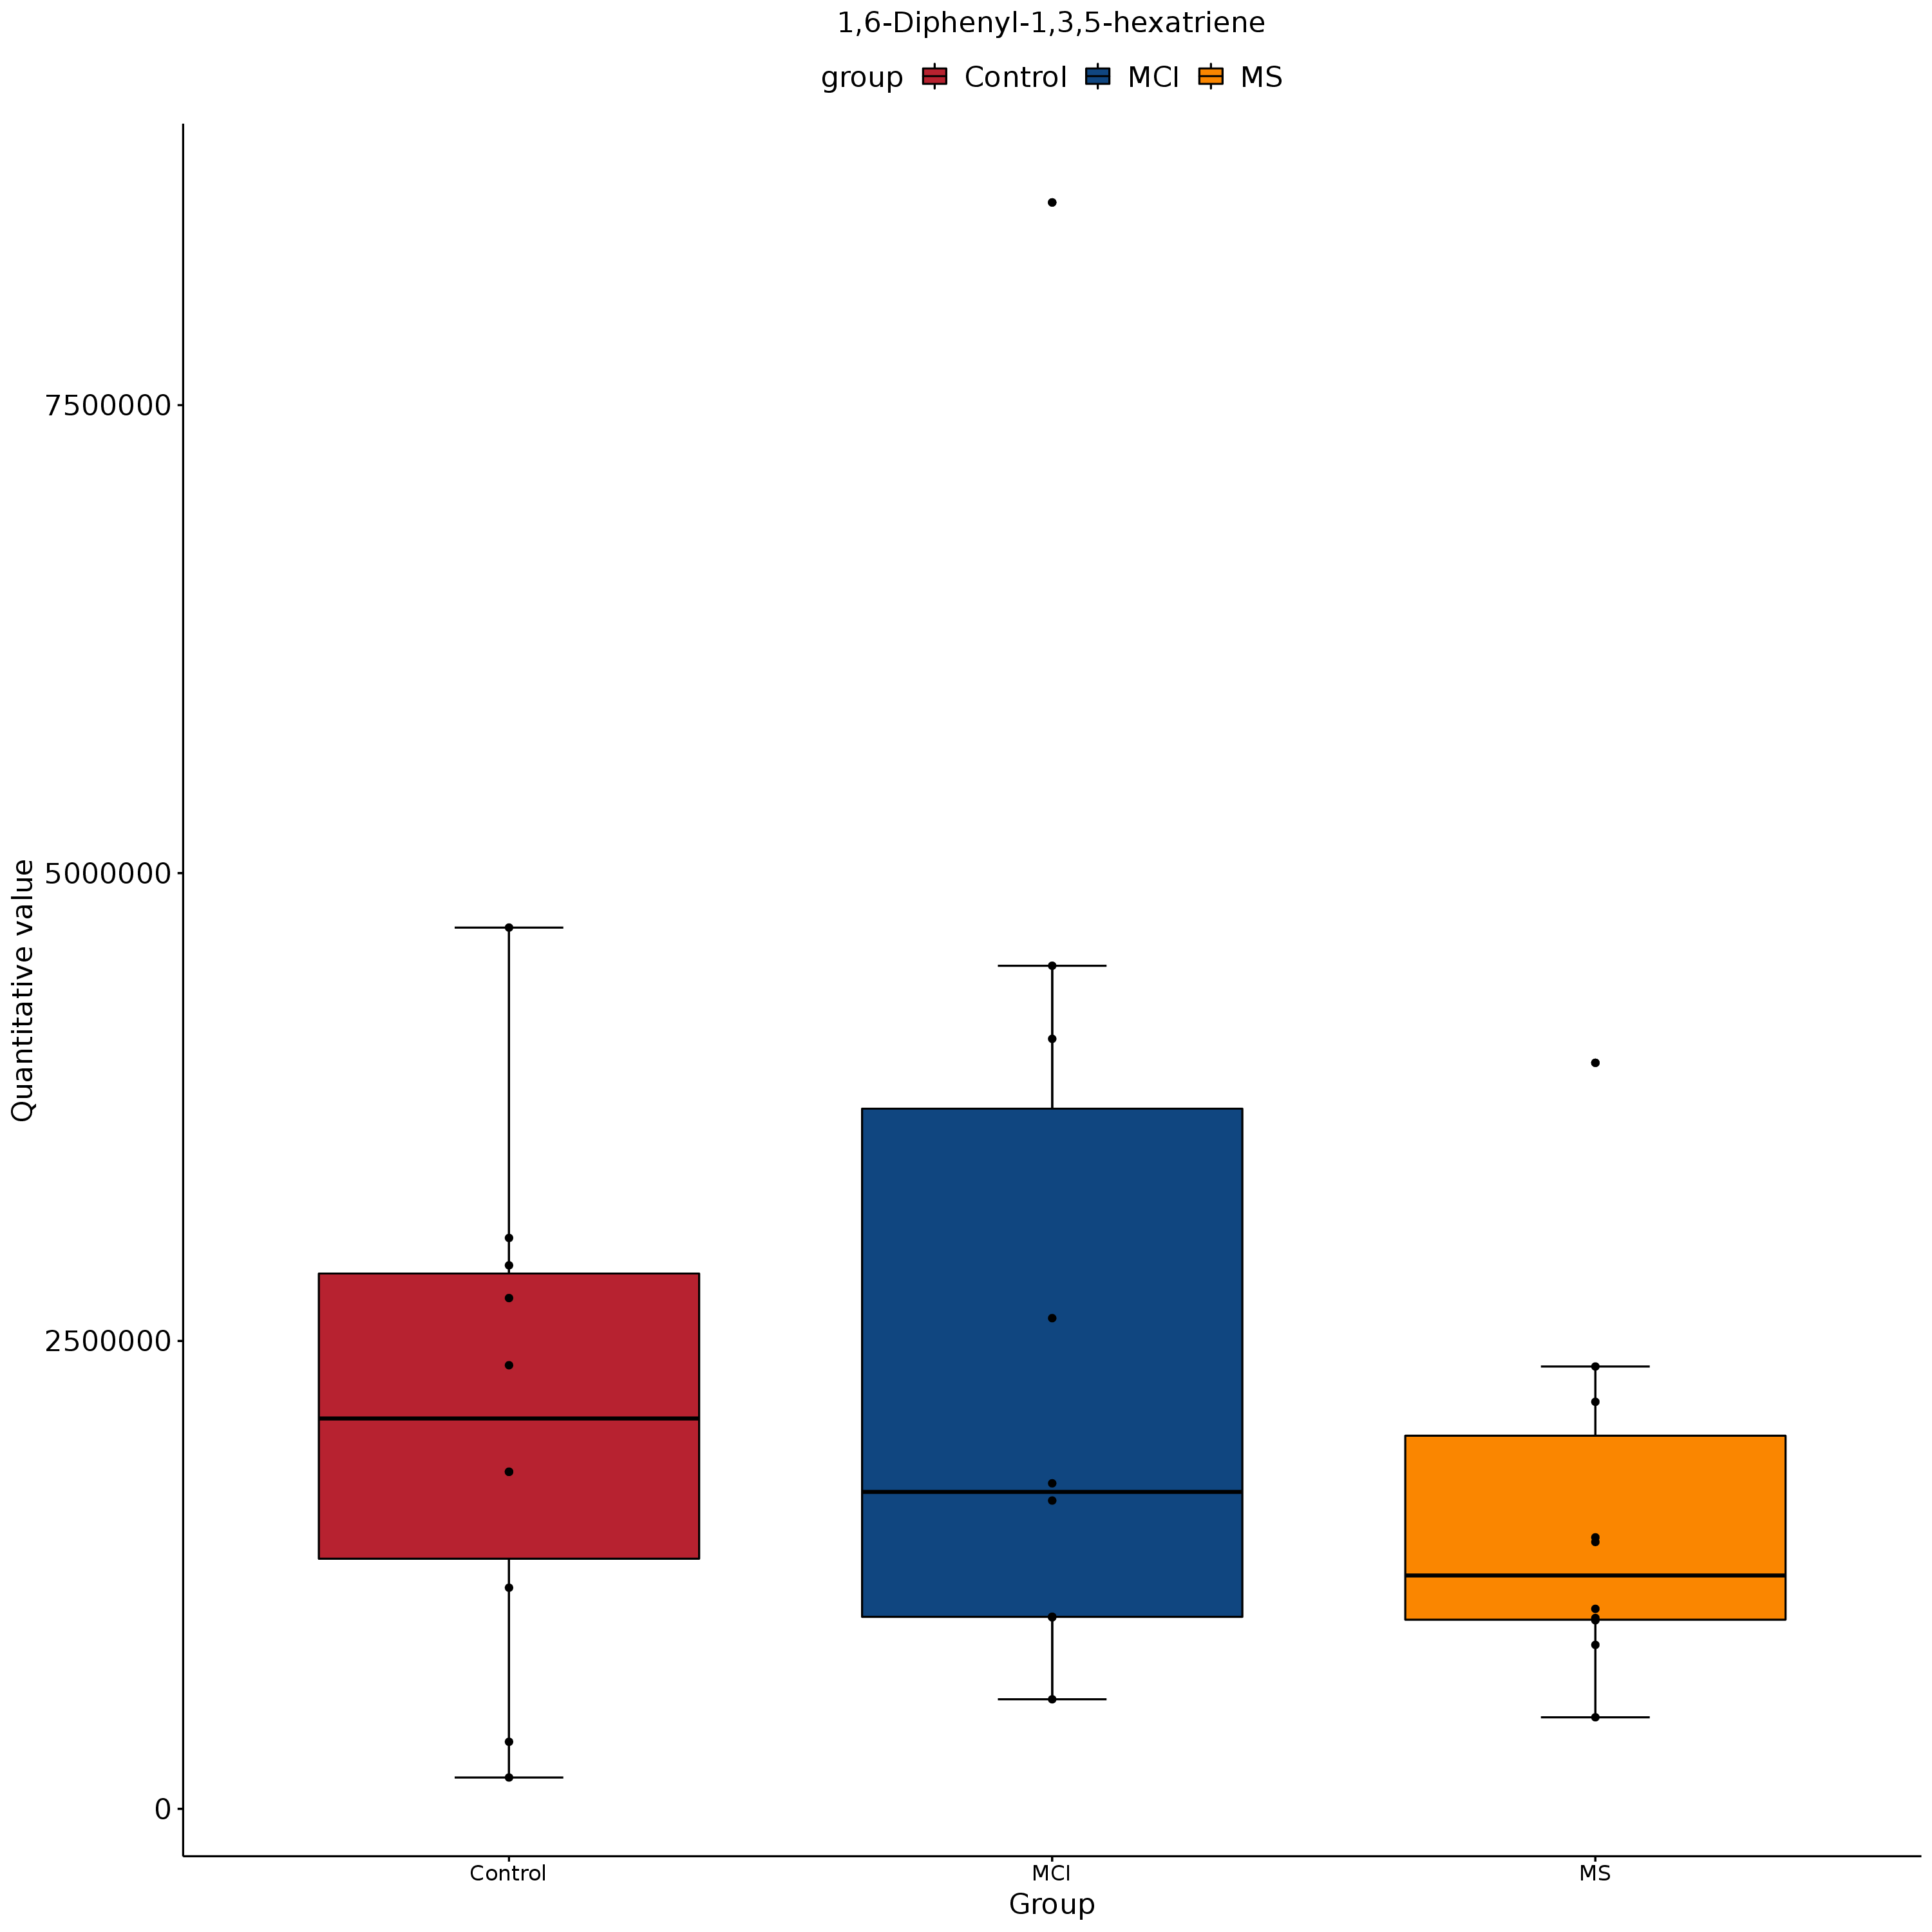 1,6-Diphenyl-1,3,5-hexatriene
group Control MCI MS
Quantitative value
7500000
5000000
2500000
0
Control MCI MS
Group